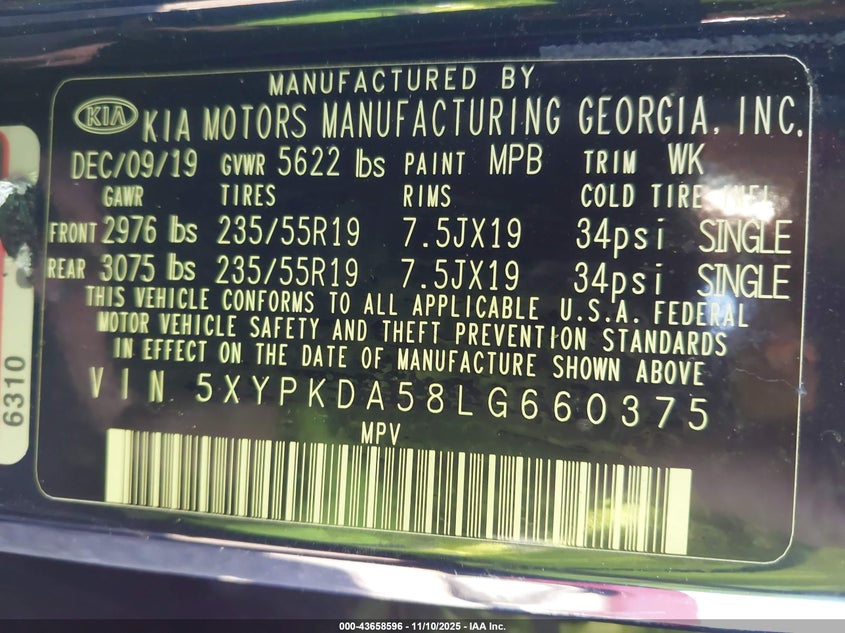 MANUFACTURED BY
KIA KIA MOTORS MANUFACTURING GEORGIA, INC.
DEC/09/19 GVWR 5622 lbs PAINT MPB TRIM WK
GAWR TIRES RIMS COLD TIRE INFL
FRONT 2976 lbs 235/55R19 7.5JX19 34psi SINGLE
REAR 3075 lbs 235/55R19 7.5JX19 34psi SINGLE
THIS VEHICLE CONFORMS TO ALL APPLICABLE U.S.A. FEDERAL
MOTOR VEHICLE SAFETY AND THEFT PREVENTION STANDARDS
IN EFFECT ON THE DATE OF MANUFACTURE SHOWN ABOVE
VIN 5XYPKDA58LG660375
MPV
6310
000-43658596 - 11/10/2025 - IAA Inc.